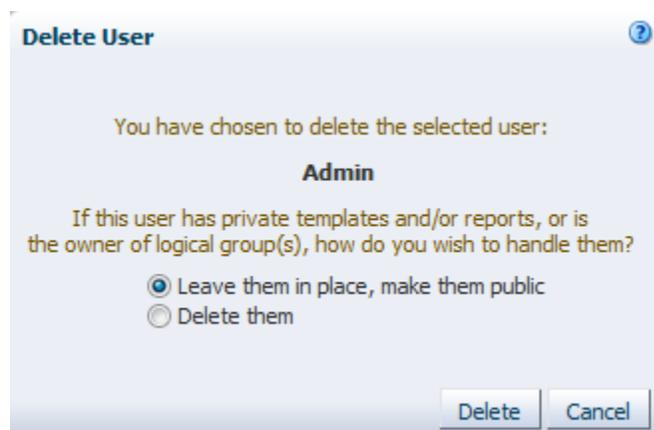 Delete User
?
You have chosen to delete the selected user:
Admin
If this user has private templates and/or reports, or is
the owner of logical group(s), how do you wish to handle them?
Leave them in place, make them public
Delete them
Delete Cancel